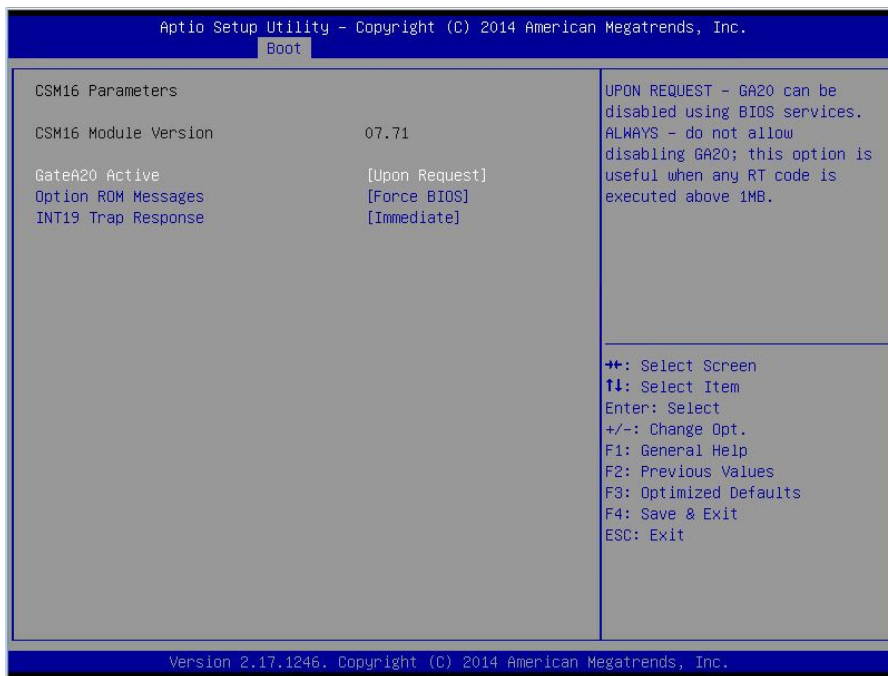 Aptio Setup Utility – Copyright (C) 2014 American Megatrends, Inc.
Boot
CSM16 Parameters
CSM16 Module Version 07.71
GateA20 Active [Upon Request]
Option ROM Messages [Force BIOS]
INT19 Trap Response [Immediate]
UPON REQUEST – GA20 can be
disabled using BIOS services.
ALWAYS – do not allow
disabling GA20; this option is
useful when any RT code is
executed above 1MB.
→←: Select Screen
↑↓: Select Item
Enter: Select
+/-: Change Opt.
F1: General Help
F2: Previous Values
F3: Optimized Defaults
F4: Save & Exit
ESC: Exit
Version 2.17.1246. Copyright (C) 2014 American Megatrends, Inc.